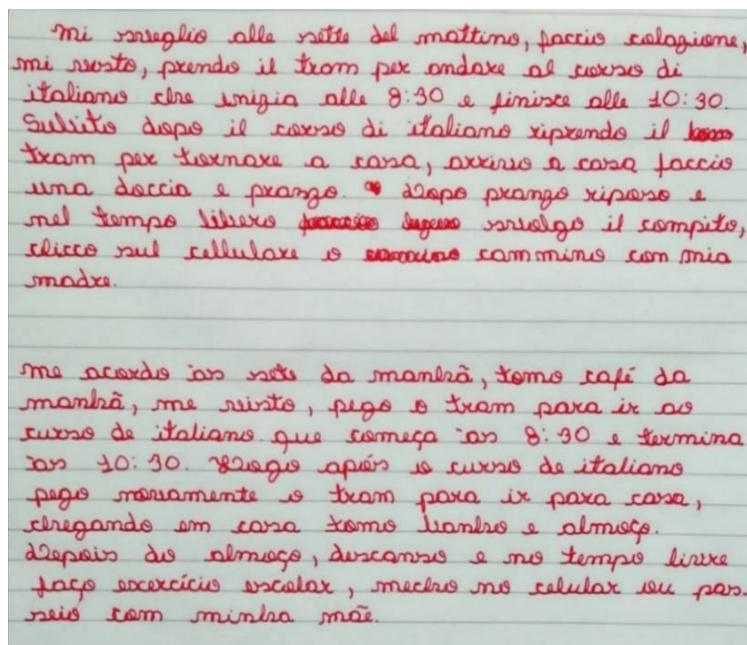 mi sveglio alle sette del mattino, faccio colazione,
mi vesto, prendo il tram per andare al corso di
italiano che inizia alle 8:30 e finisce alle 10:30.
Subito dopo il corso di italiano riprendo il
tram per tornare a casa, arrivo a casa faccio
una doccia e pranzo. Dopo pranzo riposo e
nel tempo libero svolgo il compito,
clicco sul cellulare o cammino con mia
madre.
me acordo às sete da manhã, tomo café da
manhã, me visto, pego o tram para ir ao
curso de italiano que começa às 8:30 e termina
às 10:30. Logo após o curso de italiano
pego novamente o tram para ir para casa,
chegando em casa tomo banho e almoço.
Depois do almoço, descanso e no tempo livre
faço exercício escolar, mecho no celular ou pas
seio com minha mãe.